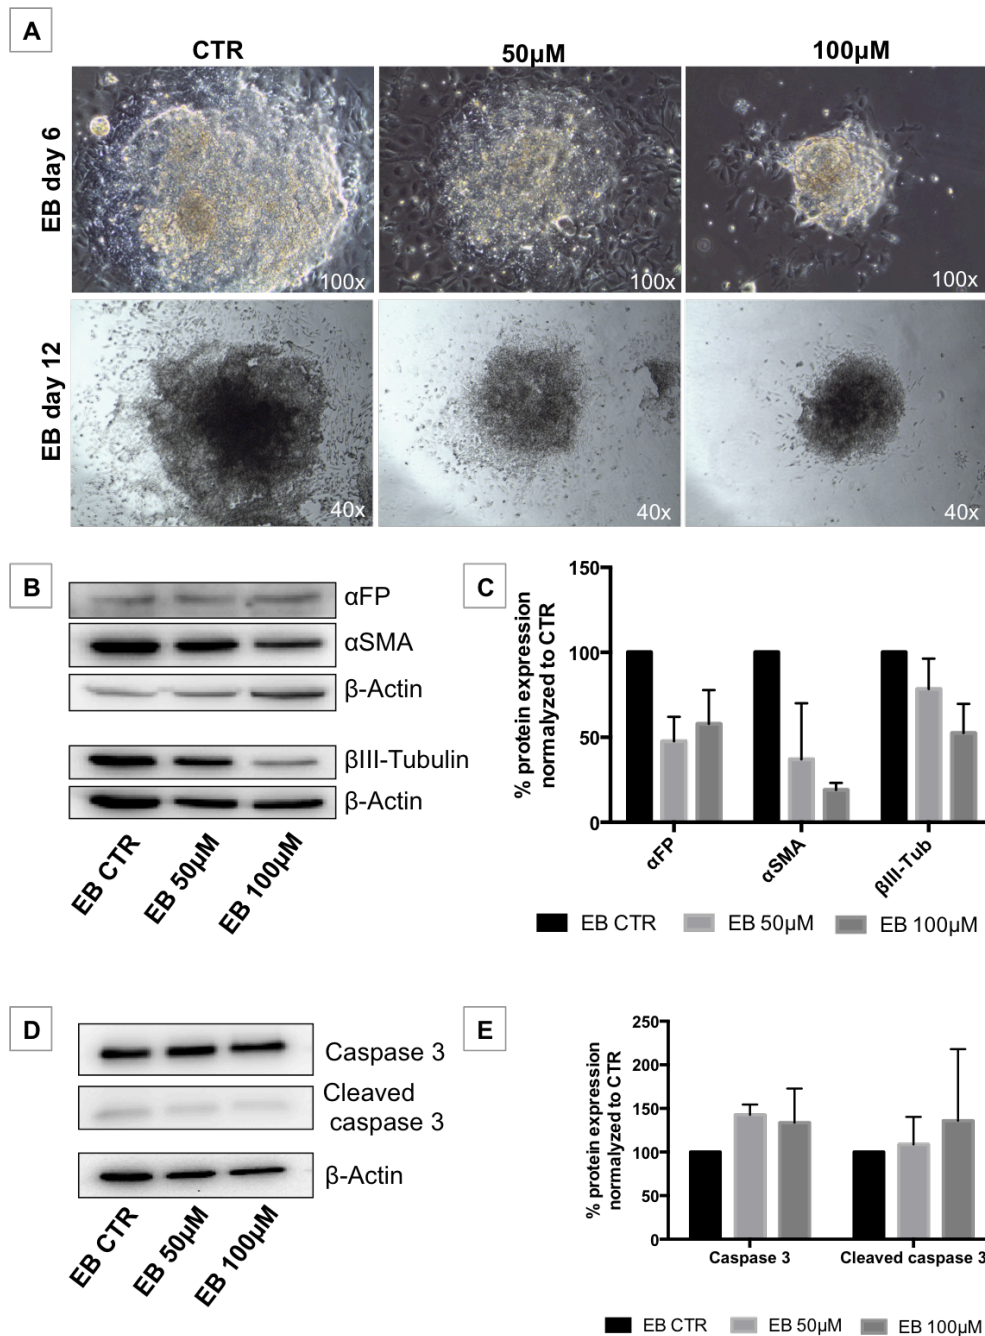 A
CTR
50µM
100µM
EB day 6
100x
100x
100x
EB day 12
40x
40x
40x
B
αFP
αSMA
β-Actin
βIII-Tubulin
β-Actin
EB CTR
EB 50µM
EB 100µM
C
% protein expression
normalyzed to CTR
150
100
50
0
αFP
αSMA
βIII-Tub
EB CTR
EB 50µM
EB 100µM
D
Caspase 3
Cleaved
caspase 3
β-Actin
EB CTR
EB 50µM
EB 100µM
E
% protein expression
normalyzed to CTR
250
200
150
100
50
0
Caspase 3
Cleaved caspase 3
EB CTR
EB 50µM
EB 100µM